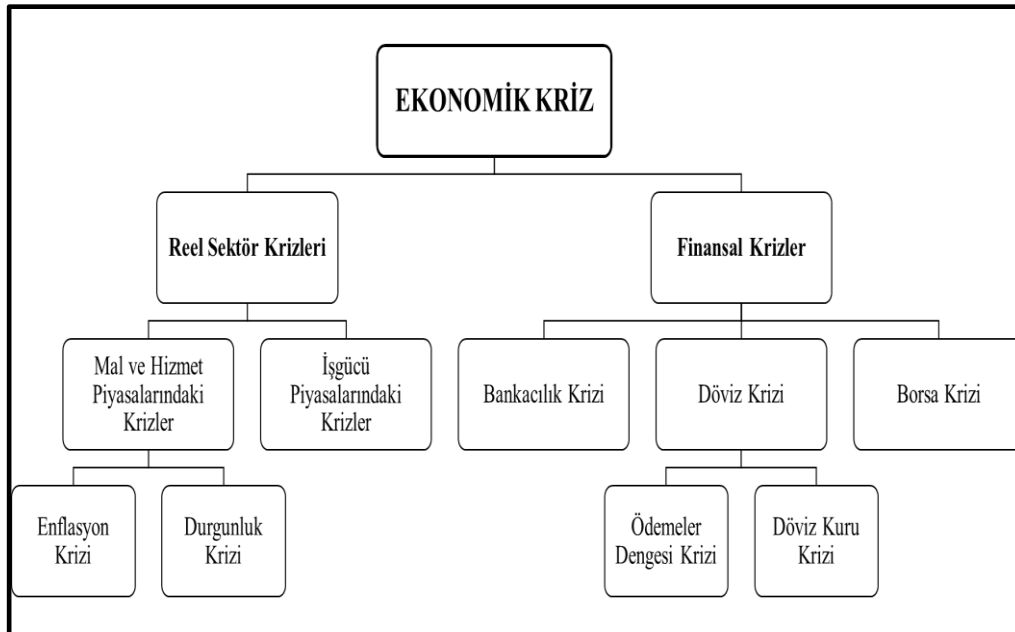 EKONOMİK KRİZ
Reel Sektör Krizleri
Finansal Krizler
Mal ve Hizmet
Piyasalarındaki
Krizler
İşgücü
Piyasalarındaki
Krizler
Bankacılık Krizi
Döviz Krizi
Borsa Krizi
Enflasyon
Krizi
Durgunluk
Krizi
Ödemeler
Dengesi Krizi
Döviz Kuru
Krizi